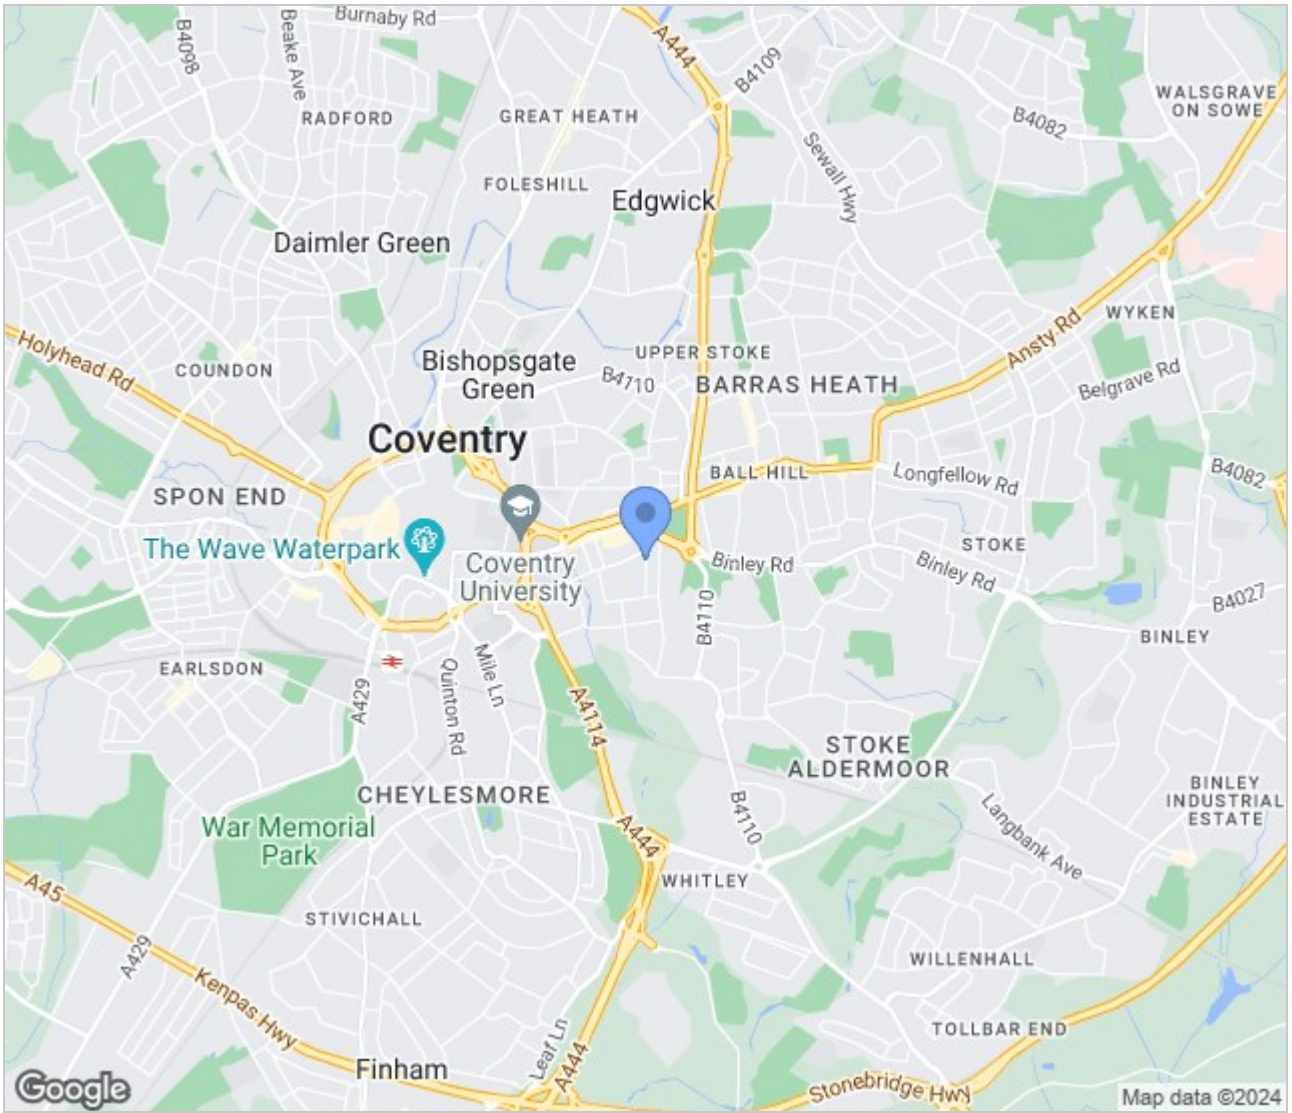 Burnaby Rd
B4098
Beake Ave
A444
B4109
RADFORD
GREAT HEATH
WALSGRAVE
ON SOWE
B4082
Sewall Hwy
FOLESHILL
Edgwick
Daimler Green
WYKEN
Ansty Rd
Holyhead Rd
COUNDON
Bishopsgate
Green
UPPER STOKE
B4110
BARRAS HEATH
Belgrave Rd
Coventry
BALL HILL
Longfellow Rd
B4082
SPON END
The Wave Waterpark
Coventry
University
Binley Rd
Binley Rd
STOKE
B4027
B4110
BINLEY
EARLSDON
A429
Quinton Rd
Mile Ln
A4114
STOKE
ALDERMOOR
CHEYLESMORE
B4110
BINLEY
INDUSTRIAL
ESTATE
War Memorial
Park
A444
Langbank Ave
A45
WHITLEY
STIVICHALL
A429
WILLENHALL
Kenpas Hwy
TOLLBAR END
Leaf Ln
Finham
A444
Stonebridge Hwy
Google
Map data ©2024